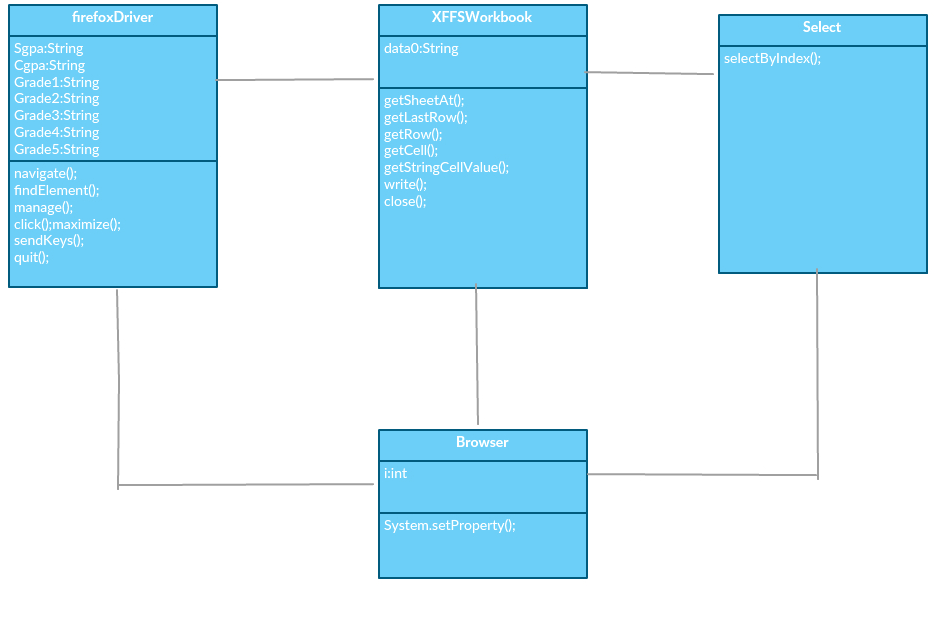 firefoxDriver
Sgpa:String
Cgpa:String
Grade1:String
Grade2:String
Grade3:String
Grade4:String
Grade5:String
navigate();
findElement();
manage();
click();maximize();
sendKeys();
quit();
XFFSWorkbook
data0:String
getSheetAt();
getLastRow();
getRow();
getCell();
getStringCellValue();
write();
close();
Select
selectByIndex();
Browser
i:int
System.setProperty();